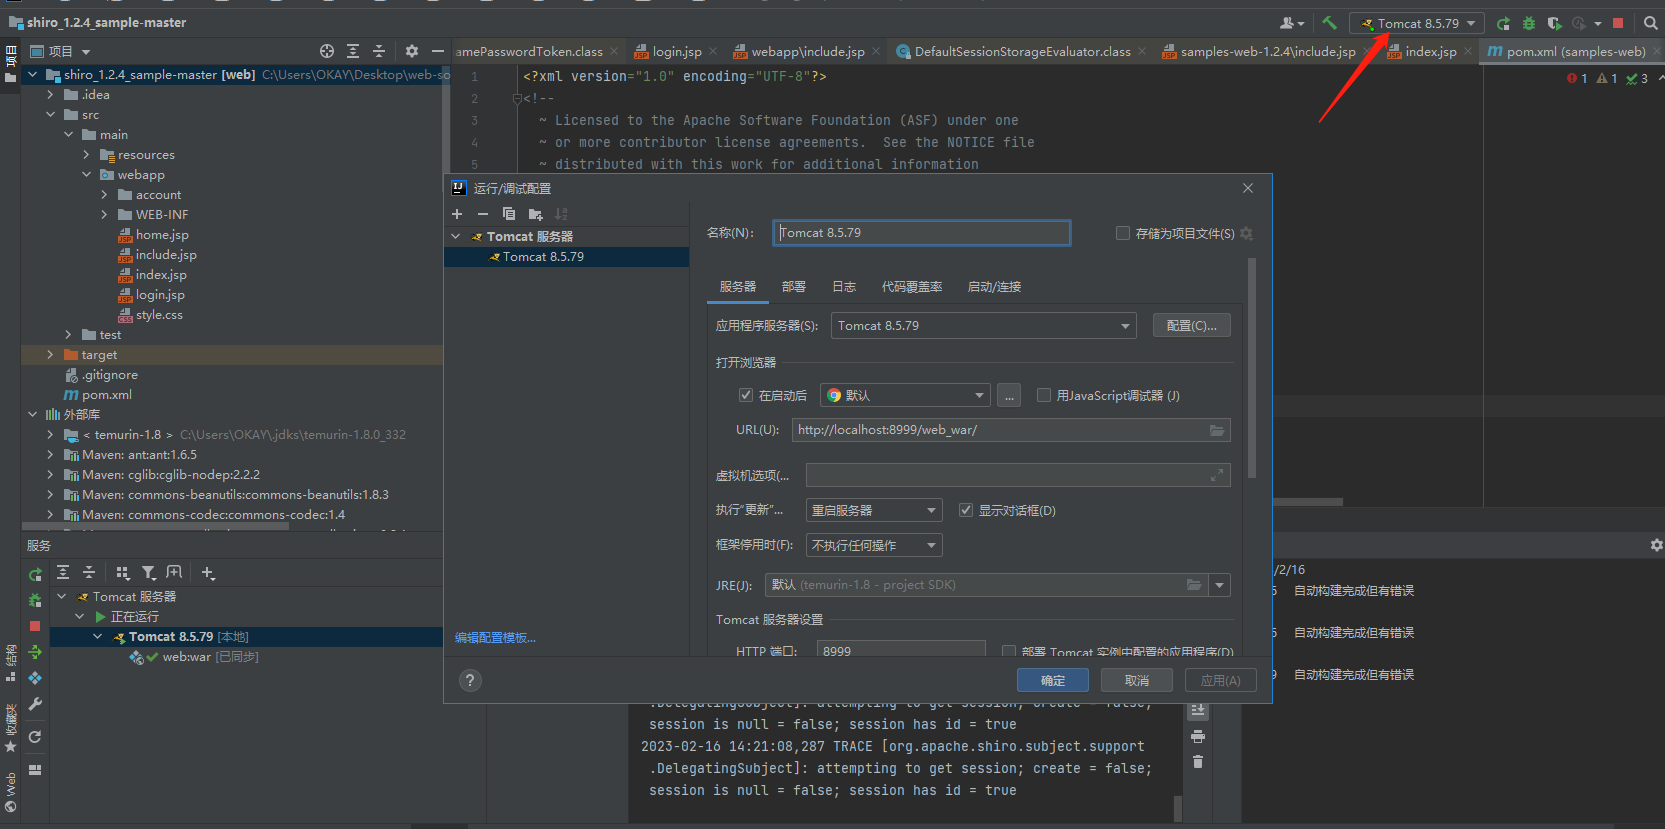 shiro_1.2.4_sample-master
Tomcat 8.5.79
项目
项目
amePasswordToken.class
login.jsp
webapp\include.jsp
DefaultSessionStorageEvaluator.class
samples-web-1.2.4\include.jsp
index.jsp
pom.xml (samples-web)
shiro_1.2.4_sample-master [web] C:\Users\OKAY\Desktop\web-so
.idea
src
main
resources
webapp
account
WEB-INF
home.jsp
include.jsp
index.jsp
login.jsp
style.css
test
target
.gitignore
pom.xml
外部库
< temurin-1.8 > C:\Users\OKAY\.jdks\temurin-1.8.0_332
Maven: ant:ant:1.6.5
Maven: cglib:cglib-nodep:2.2.2
Maven: commons-beanutils:commons-beanutils:1.8.3
Maven: commons-codec:commons-codec:1.4
1 <?xml version="1.0" encoding="UTF-8"?>
2 <!--
3 ~ Licensed to the Apache Software Foundation (ASF) under one
4 ~ or more contributor license agreements.  See the NOTICE file
5 ~ distributed with this work for additional information
1 1 3
运行/调试配置
Tomcat 服务器
Tomcat 8.5.79
名称(N):
Tomcat 8.5.79
存储为项目文件(S)
服务器 部署 日志 代码覆盖率 启动/连接
应用程序服务器(S):
Tomcat 8.5.79
配置(C)...
打开浏览器
在启动后
默认
...
用JavaScript调试器 (J)
URL(U):
http://localhost:8999/web_war/
虚拟机选项(...
执行"更新"...
重启服务器
显示对话框(D)
框架停用时(F):
不执行任何操作
JRE(J):
默认 (temurin-1.8 - project SDK)
Tomcat 服务器设置
HTTP 端口:
8999
部署 Tomcat 实例中配置的应用程序(D)
编辑配置模板...
?
确定
取消
应用(A)
服务
Tomcat 服务器
正在运行
Tomcat 8.5.79 [本地]
web:war [已同步]
结构
收藏夹
Web
/2/16
自动构建完成但有错误
自动构建完成但有错误
自动构建完成但有错误
.DelegatingSubject]: attempting to get session; create = false;
session is null = false; session has id = true
2023-02-16 14:21:08,287 TRACE [org.apache.shiro.subject.support
.DelegatingSubject]: attempting to get session; create = false;
session is null = false; session has id = true